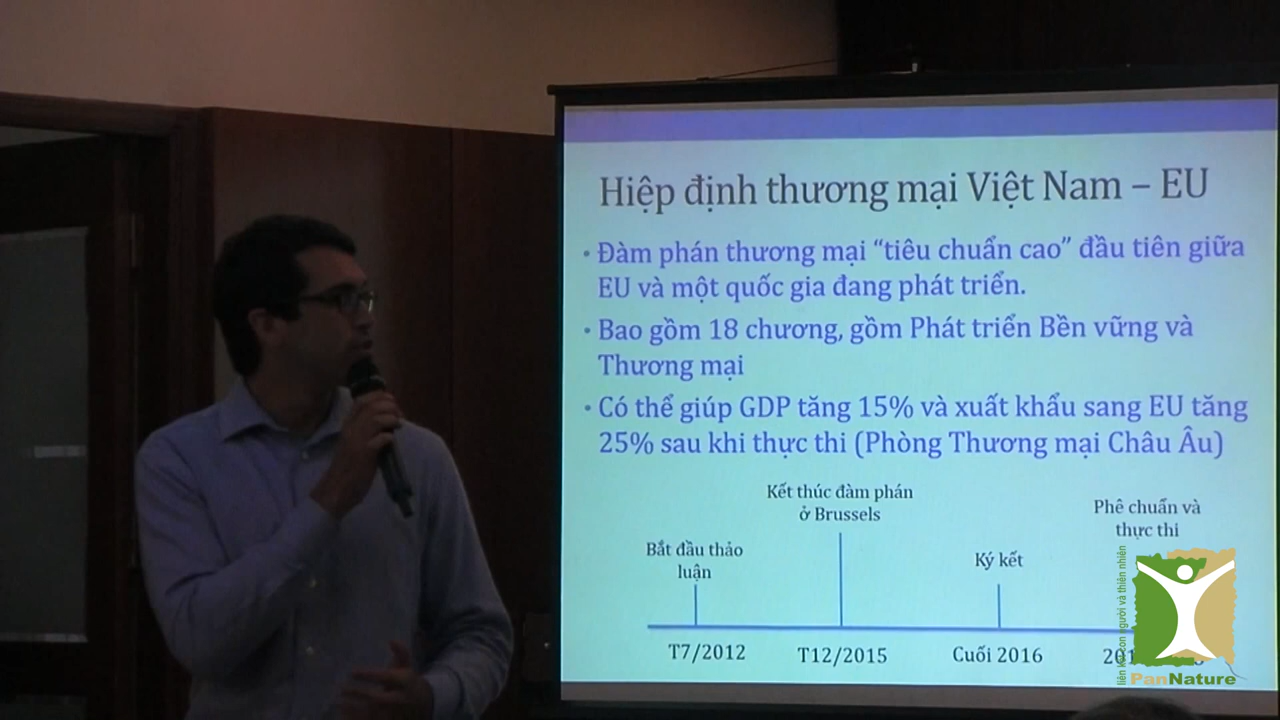 Hiệp định thương mại Việt Nam – EU
• Đàm phán thương mại “tiêu chuẩn cao” đầu tiên giữa
EU và một quốc gia đang phát triển.
• Bao gồm 18 chương, gồm Phát triển Bền vững và
Thương mại
• Có thể giúp GDP tăng 15% và xuất khẩu sang EU tăng
25% sau khi thực thi (Phòng Thương mại Châu Âu)
Kết thúc đàm phán
ở Brussels
Phê chuẩn và
thực thi
Bắt đầu thảo
luận
Ký kết
T7/2012
T12/2015
Cuối 2016
người và thiên nhiên
PanNature